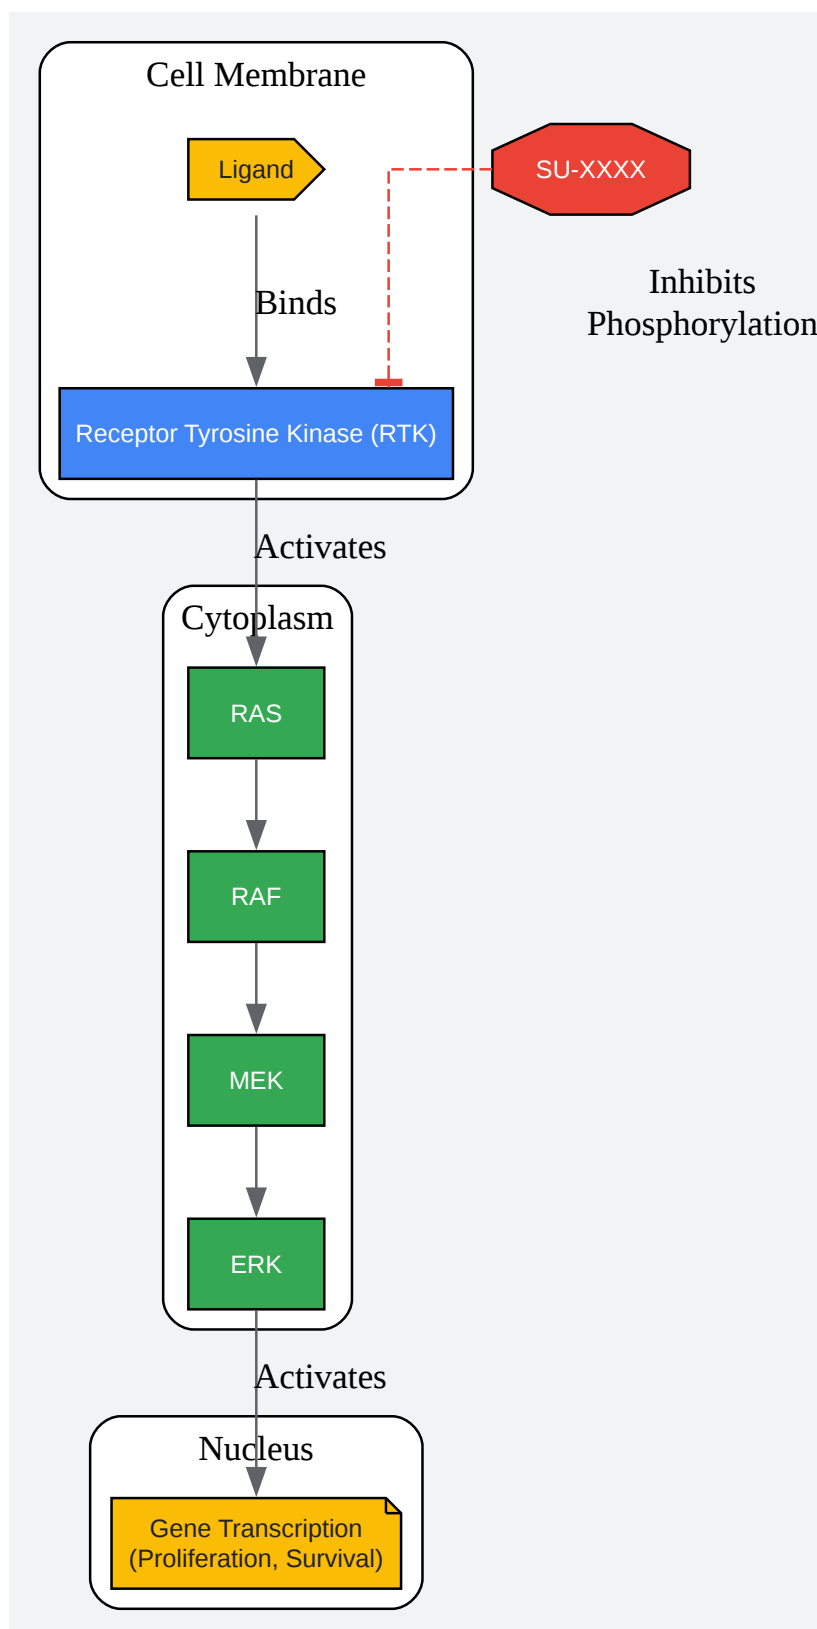 Cell Membrane
Ligand
SU-XXXX
Inhibits
Phosphorylation
Binds
Receptor Tyrosine Kinase (RTK)
Activates
Cytoplasm
RAS
RAF
MEK
ERK
Activates
Nucleus
Gene Transcription
(Proliferation, Survival)